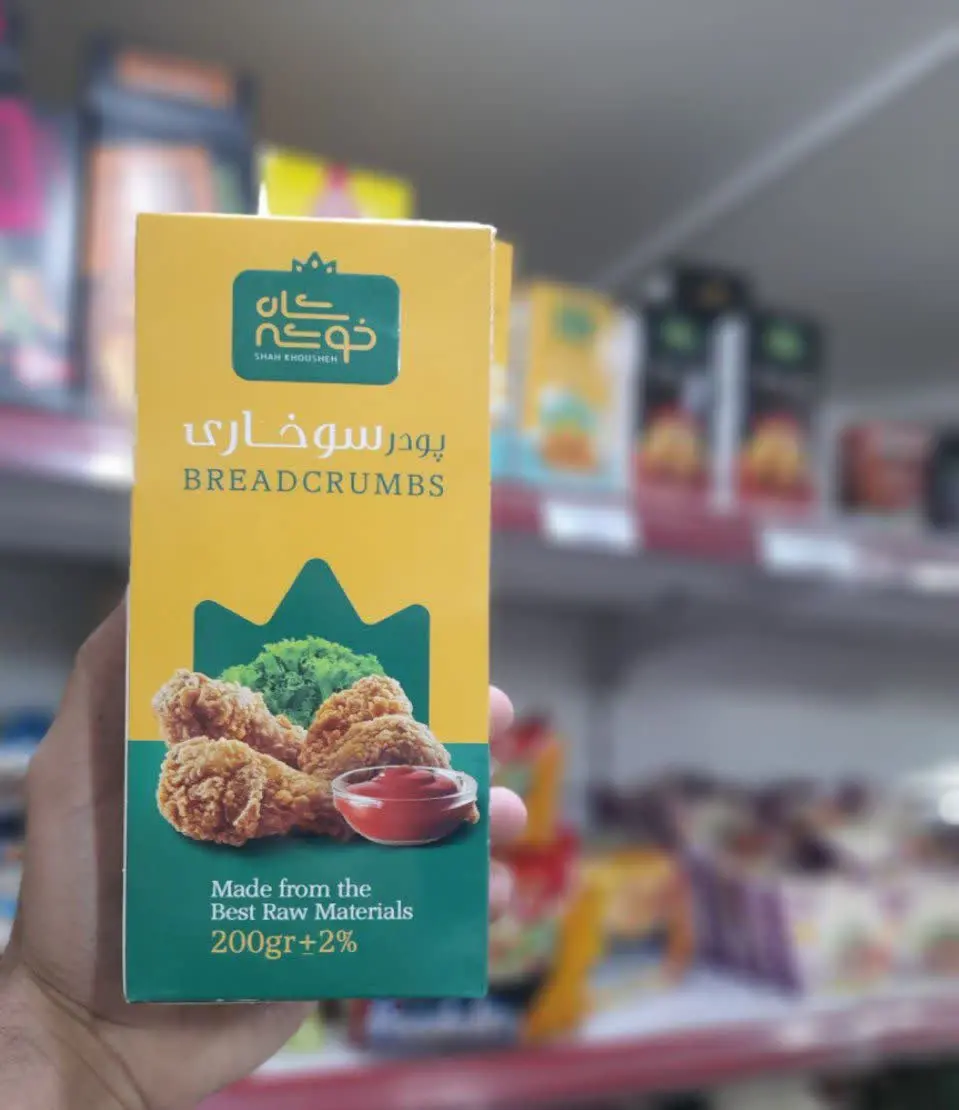 شاه
خوشه
SHAH KHOUSHEH
پودر سوخاری
BREADCRUMBS
Made from the
Best Raw Materials
200gr±2%